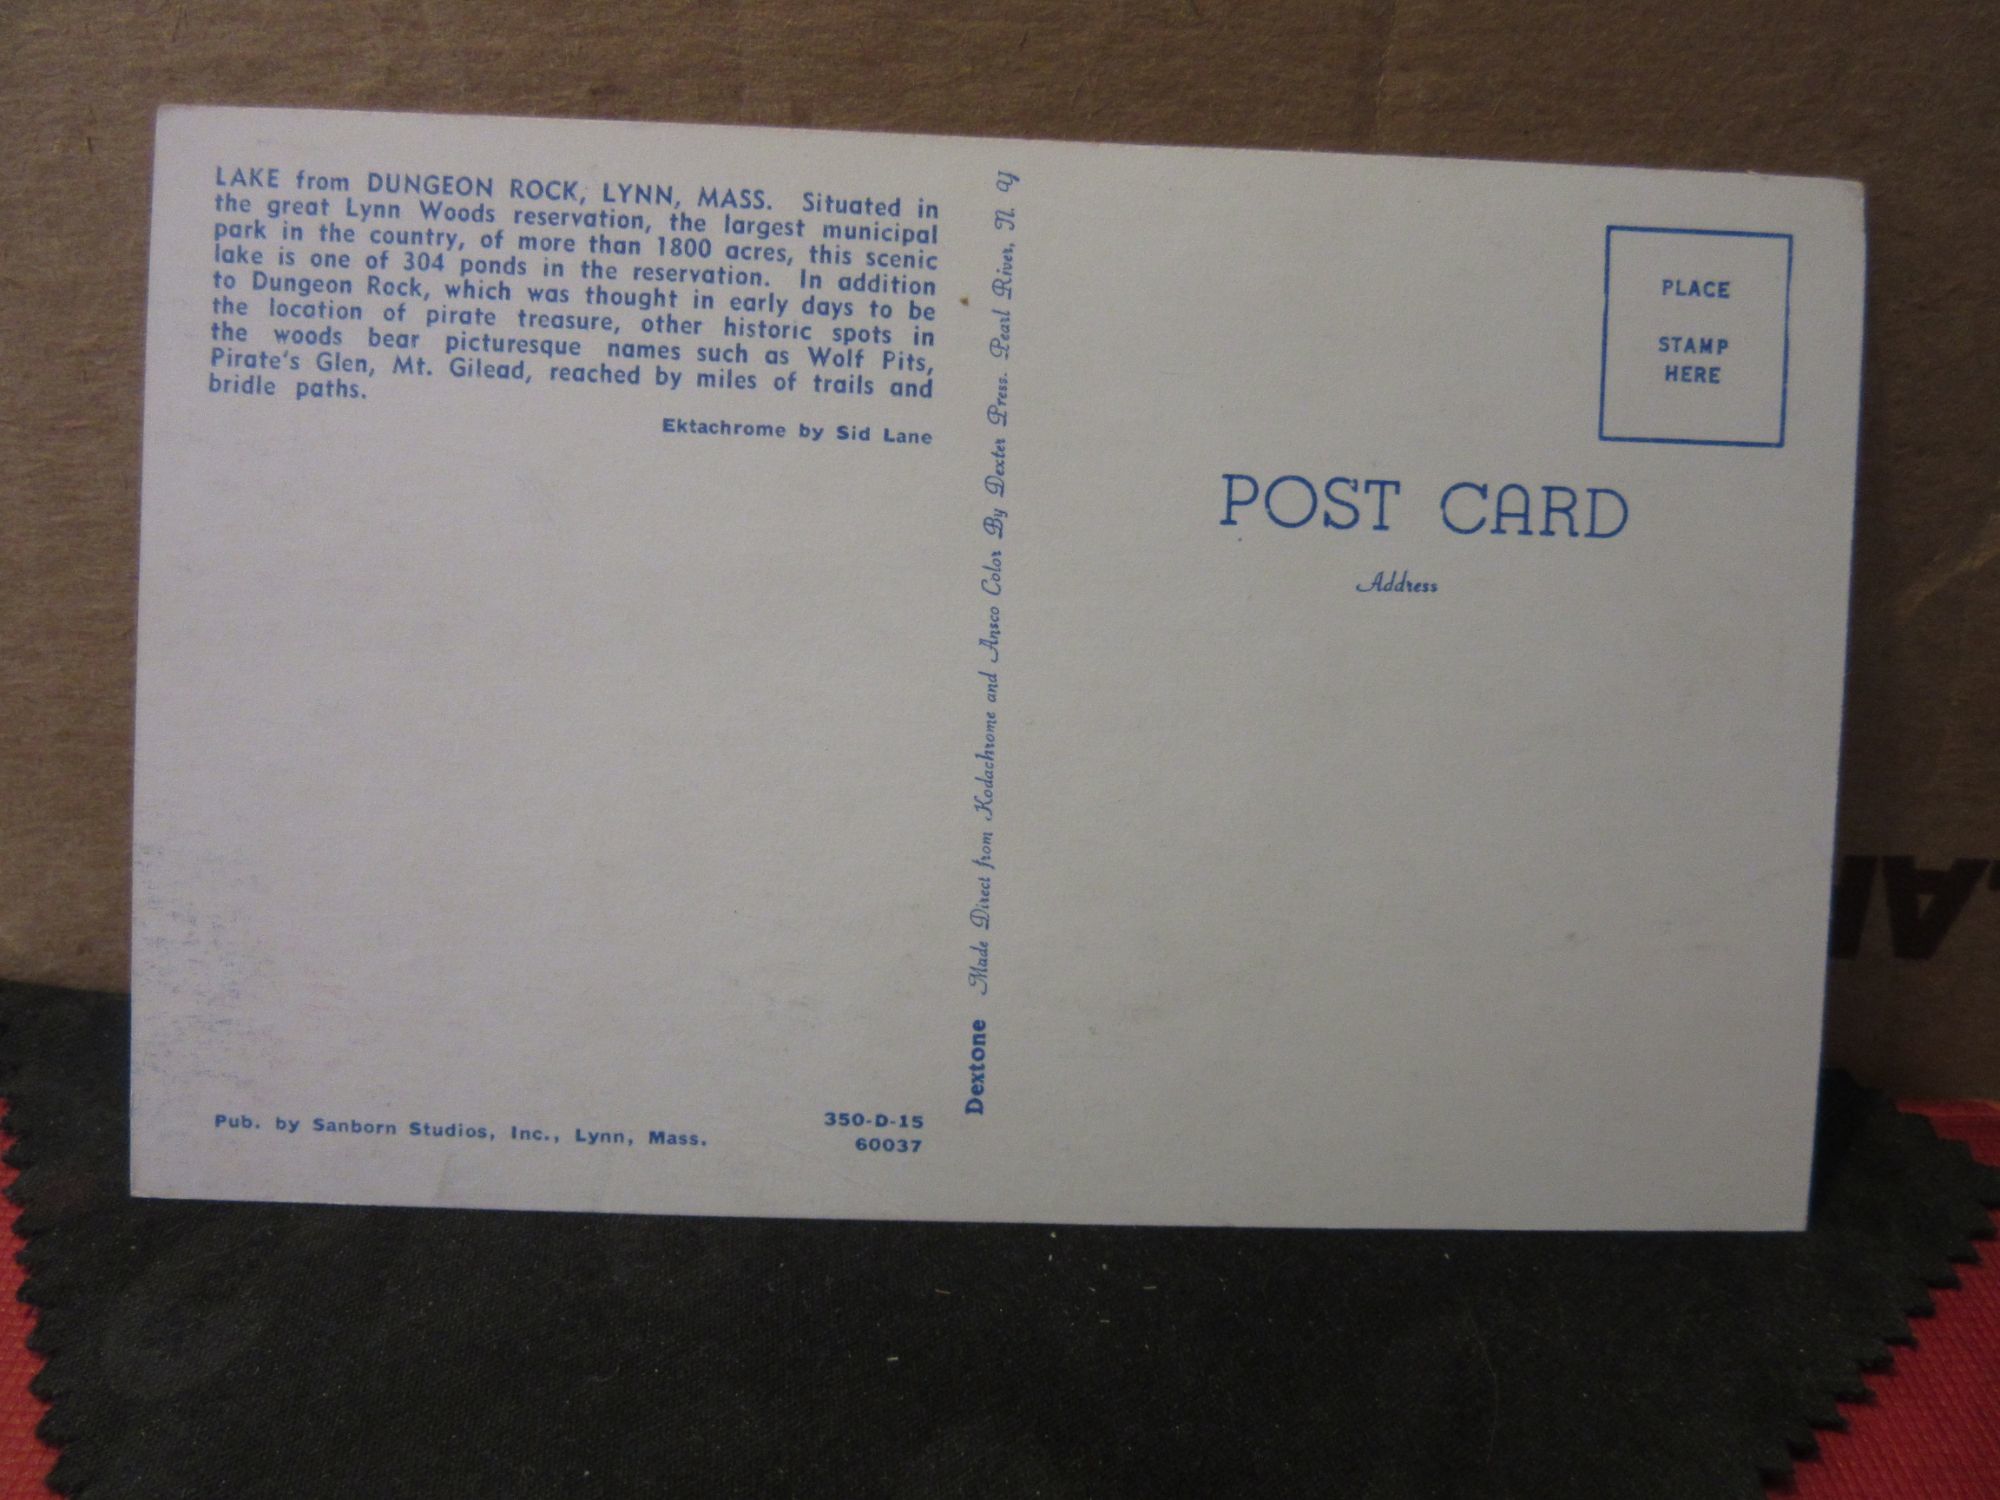 LAKE from DUNGEON ROCK, LYNN, MASS. Situated in
the great Lynn Woods reservation, the largest municipal
park in the country, of more than 1800 acres, this scenic
lake is one of 304 ponds in the reservation. In addition
to Dungeon Rock, which was thought in early days to be
the location of pirate treasure, other historic spots in
the woods bear picturesque names such as Wolf Pits,
Pirate's Glen, Mt. Gilead, reached by miles of trails and
bridle paths.
Ektachrome by Sid Lane
Pub. by Sanborn Studios, Inc., Lynn, Mass.
350-D-15
60037
Dextone Made Direct from Kodachrome and Ansco Color By Dexter Press. Pearl River, N. Y
PLACE
STAMP
HERE
POST CARD
Address